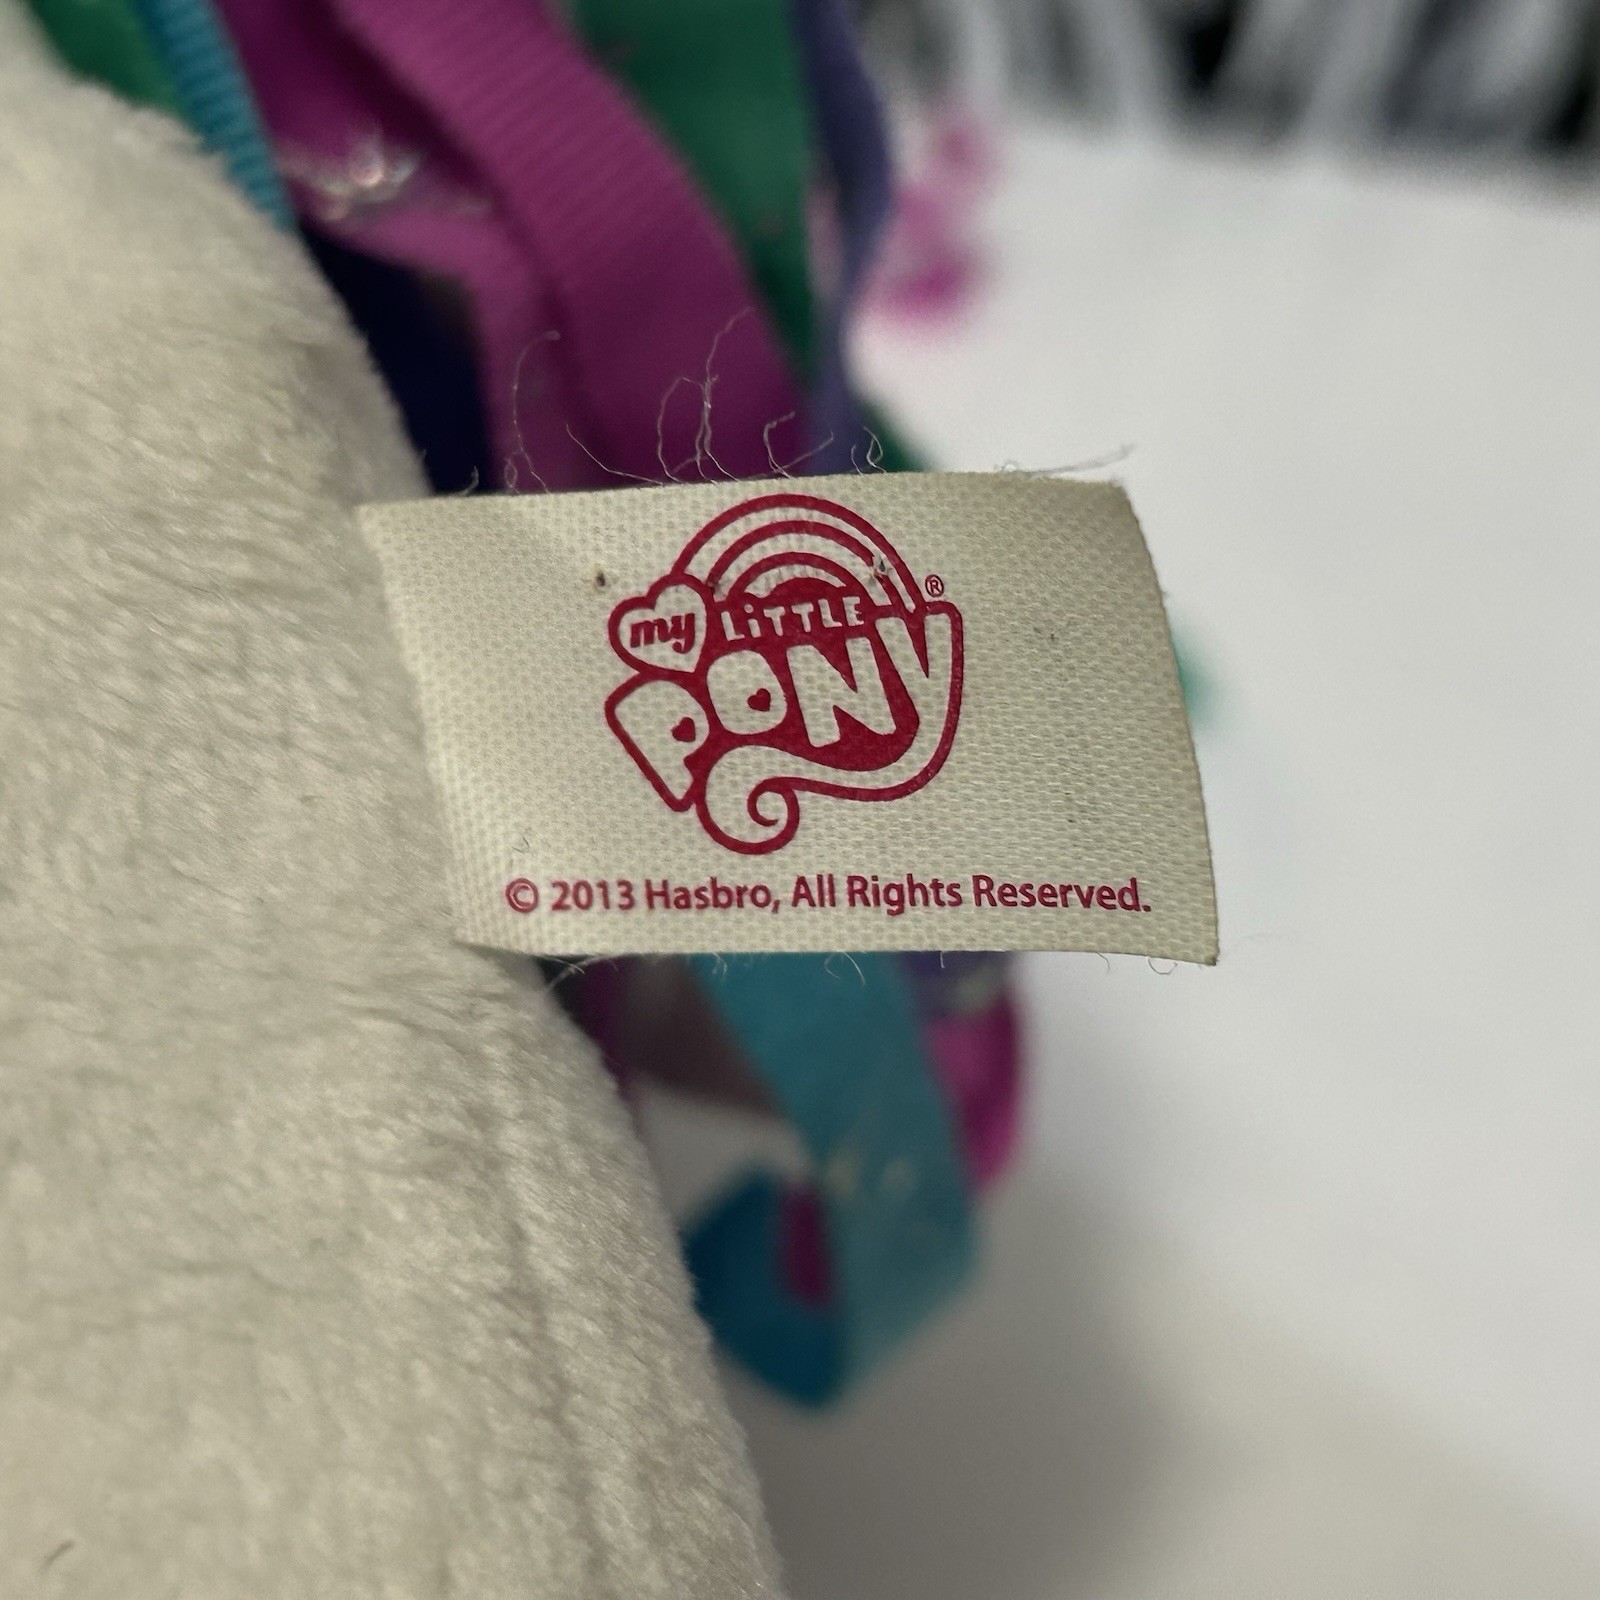 my LiTTLE
PONY ®
© 2013 Hasbro, All Rights Reserved.